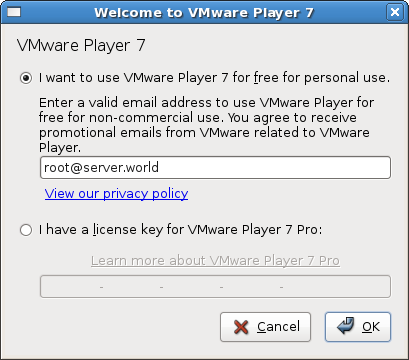 Welcome to VMware Player 7
VMware Player 7
I want to use VMware Player 7 for free for personal use.
Enter a valid email address to use VMware Player for
free for non-commercial use. You agree to receive
promotional emails from VMware related to VMware
Player.
root@server.world
View our privacy policy
I have a license key for VMware Player 7 Pro:
Learn more about VMware Player 7 Pro
- - - -
Cancel OK